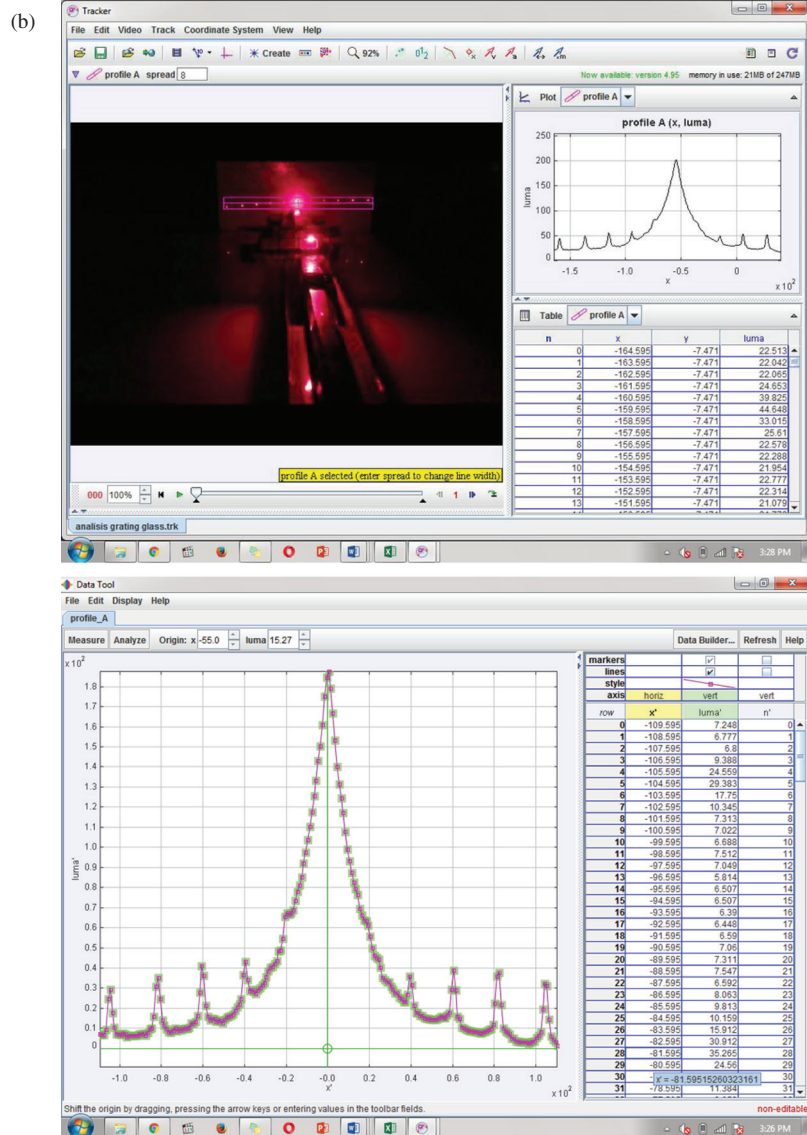 (b)
Tracker
File Edit Video Track Coordinate System View Help
Create 92%
profile A spread 8 Now available: version 4.95 memory in use: 21MB of 247MB
Plot profile A
profile A (x, luma)
250
200
150
100
50
0
luma
-1.5 -1.0 -0.5 0
x
x 10²
Table profile A
n x y luma
0 -164.595 -7.471 22.513
1 -163.595 -7.471 22.042
2 -162.595 -7.471 22.065
3 -161.595 -7.471 24.653
4 -160.595 -7.471 39.825
5 -159.595 -7.471 44.648
6 -158.595 -7.471 33.015
7 -157.595 -7.471 25.61
8 -156.595 -7.471 22.578
9 -155.595 -7.471 22.288
10 -154.595 -7.471 21.954
11 -153.595 -7.471 22.777
12 -152.595 -7.471 22.314
13 -151.595 -7.471 21.079
profile A selected (enter spread to change line width)
000 100% 1
analisis grating glass.trk
3:28 PM
Data Tool
File Edit Display Help
profile_A
Measure Analyze Origin: x -55.0 luma 15.27 Data Builder... Refresh Help
x 10²
1.8
1.7
1.6
1.5
1.4
1.3
1.2
1.1
1.0
0.9
0.8
0.7
0.6
0.5
0.4
0.3
0.2
0.1
0
luma'
-1.0 -0.8 -0.6 -0.4 -0.2 -0.0 0.2 0.4 0.6 0.8 1.0
x'
x 10²
markers
lines
style
axis horiz vert vert
row x' luma' n'
0 -109.595 7.248 0
1 -108.595 6.777 1
2 -107.595 6.8 2
3 -106.595 9.388 3
4 -105.595 24.559 4
5 -104.595 29.383 5
6 -103.595 17.75 6
7 -102.595 10.345 7
8 -101.595 7.313 8
9 -100.595 7.022 9
10 -99.595 6.688 10
11 -98.595 7.512 11
12 -97.595 7.049 12
13 -96.595 5.814 13
14 -95.595 6.507 14
15 -94.595 6.507 15
16 -93.595 6.39 16
17 -92.595 6.448 17
18 -91.595 6.59 18
19 -90.595 7.06 19
20 -89.595 7.311 20
21 -88.595 7.547 21
22 -87.595 6.592 22
23 -86.595 8.063 23
24 -85.595 9.813 24
25 -84.595 10.159 25
26 -83.595 15.912 26
27 -82.595 30.912 27
28 -81.595 35.265 28
29 -80.595 24.56 29
30 x' = -81.59515260323161 30
31 -78.595 11.384 31
Shift the origin by dragging, pressing the arrow keys or entering values in the toolbar fields. non-editable
3:26 PM